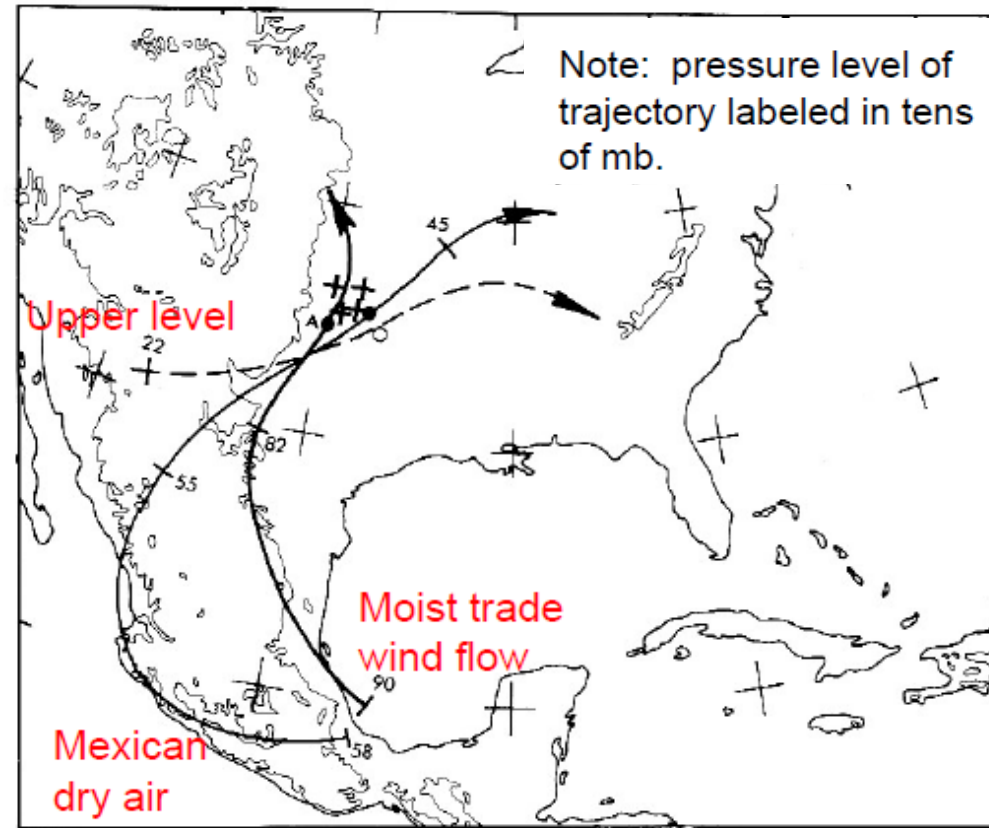 Note: pressure level of
trajectory labeled in tens
of mb.
45
Upper level
A
22
82
55
Moist trade
wind flow
90
58
Mexican
dry air